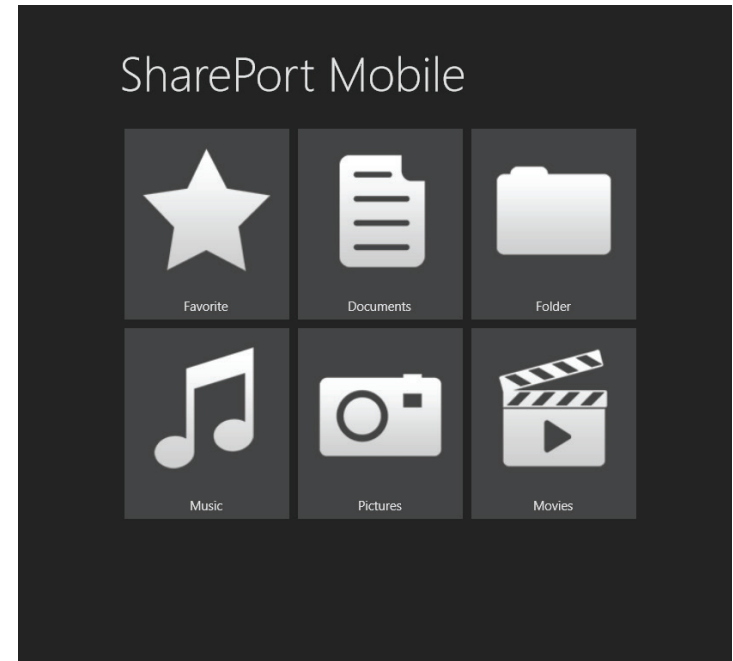 SharePort Mobile
Favorite
Documents
Folder
Music
Pictures
Movies